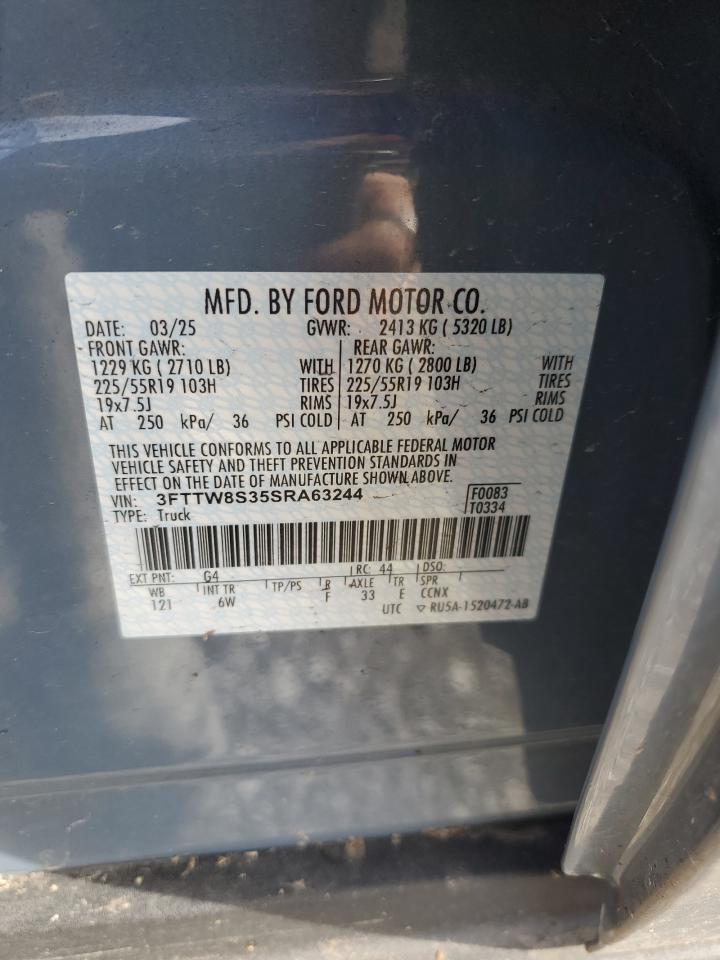 MFD. BY FORD MOTOR CO.
DATE: 03/25 GVWR: 2413 KG ( 5320 LB)
FRONT GAWR: REAR GAWR:
1229 KG ( 2710 LB) WITH 1270 KG ( 2800 LB) WITH
225/55R19 103H TIRES 225/55R19 103H TIRES
19x7.5J RIMS 19x7.5J RIMS
AT 250 kPa/ 36 PSI COLD AT 250 kPa/ 36 PSI COLD
THIS VEHICLE CONFORMS TO ALL APPLICABLE FEDERAL MOTOR
VEHICLE SAFETY AND THEFT PREVENTION STANDARDS IN
EFFECT ON THE DATE OF MANUFACTURE SHOWN ABOVE.
VIN: 3FTTW8S35SRA63244 F0083
TYPE: Truck T0334
EXT PNT: G4 RC: 44 DSO:
WB INT TR TP/PS R AXLE TR SPR
121 6W F 33 E CCNX
UTC ▽ RU5A-1520472-AB